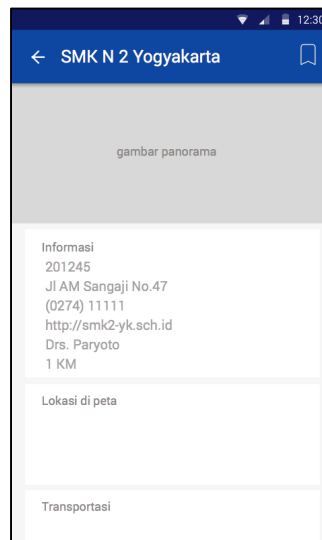 12:30
SMK N 2 Yogyakarta
gambar panorama
Informasi
201245
Jl AM Sangaji No.47
(0274) 11111
http://smk2-yk.sch.id
Drs. Paryoto
1 KM
Lokasi di peta
Transportasi